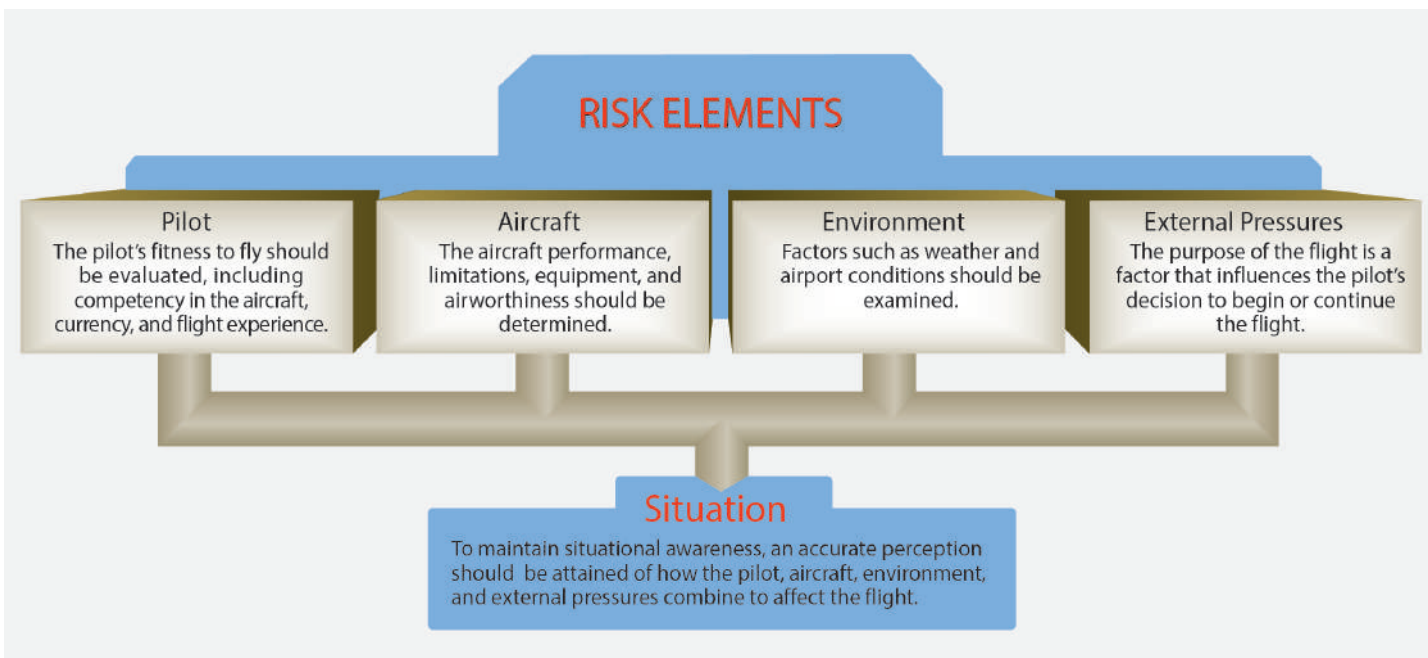 RISK ELEMENTS
Pilot
The pilot's fitness to fly should
be evaluated, including
competency in the aircraft,
currency, and flight experience.
Aircraft
The aircraft performance,
limitations, equipment, and
airworthiness should be
determined.
Environment
Factors such as weather and
airport conditions should be
examined.
External Pressures
The purpose of the flight is a
factor that influences the pilot's
decision to begin or continue
the flight.
Situation
To maintain situational awareness, an accurate perception
should be attained of how the pilot, aircraft, environment,
and external pressures combine to affect the flight.